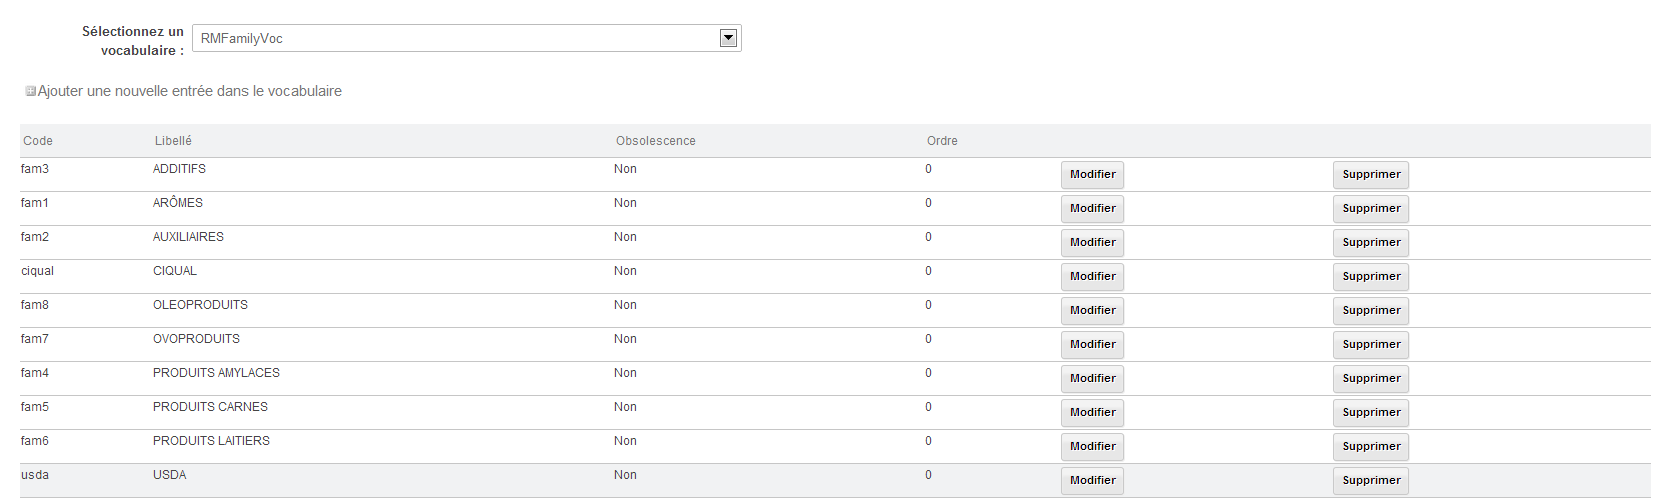 Sélectionnez un
vocabulaire :
RMFamilyVoc
Ajouter une nouvelle entrée dans le vocabulaire
Code Libellé Obsolescence Ordre
fam3 ADDITIFS Non 0 Modifier Supprimer
fam1 ARÔMES Non 0 Modifier Supprimer
fam2 AUXILIAIRES Non 0 Modifier Supprimer
ciqual CIQUAL Non 0 Modifier Supprimer
fam8 OLEOPRODUITS Non 0 Modifier Supprimer
fam7 OVOPRODUITS Non 0 Modifier Supprimer
fam4 PRODUITS AMYLACES Non 0 Modifier Supprimer
fam5 PRODUITS CARNES Non 0 Modifier Supprimer
fam6 PRODUITS LAITIERS Non 0 Modifier Supprimer
usda USDA Non 0 Modifier Supprimer